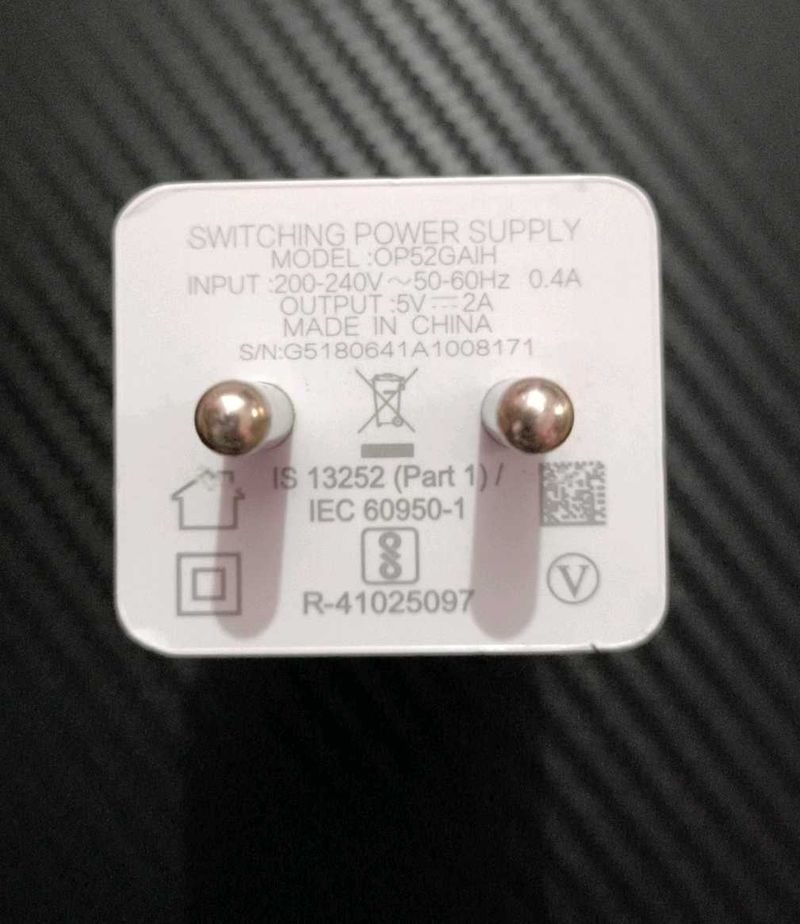 SWITCHING POWER SUPPLY
MODEL :OP52GAIH
INPUT :200-240V～50-60Hz 0.4A
OUTPUT :5V⎓2A
MADE IN CHINA
S/N:G5180641A1008171
IS 13252 (Part 1) /
IEC 60950-1
R-41025097
V